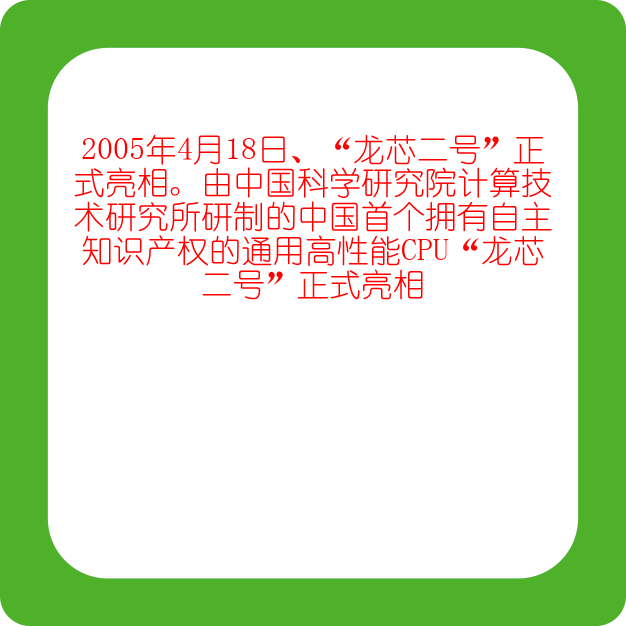 2005年4月18日、“龙芯二号”正
式亮相。由中国科学研究院计算技
术研究所研制的中国首个拥有自主
知识产权的通用高性能CPU“龙芯
二号”正式亮相